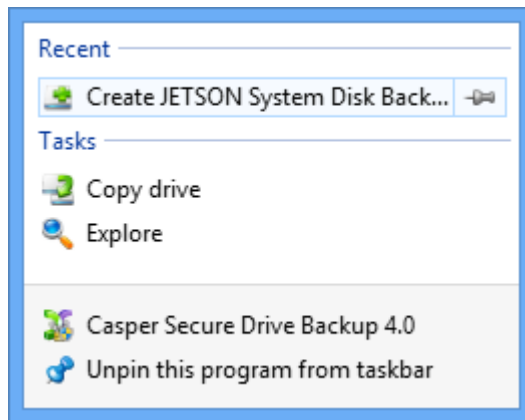 Recent
Create JETSON System Disk Back...
Tasks
Copy drive
Explore
Casper Secure Drive Backup 4.0
Unpin this program from taskbar